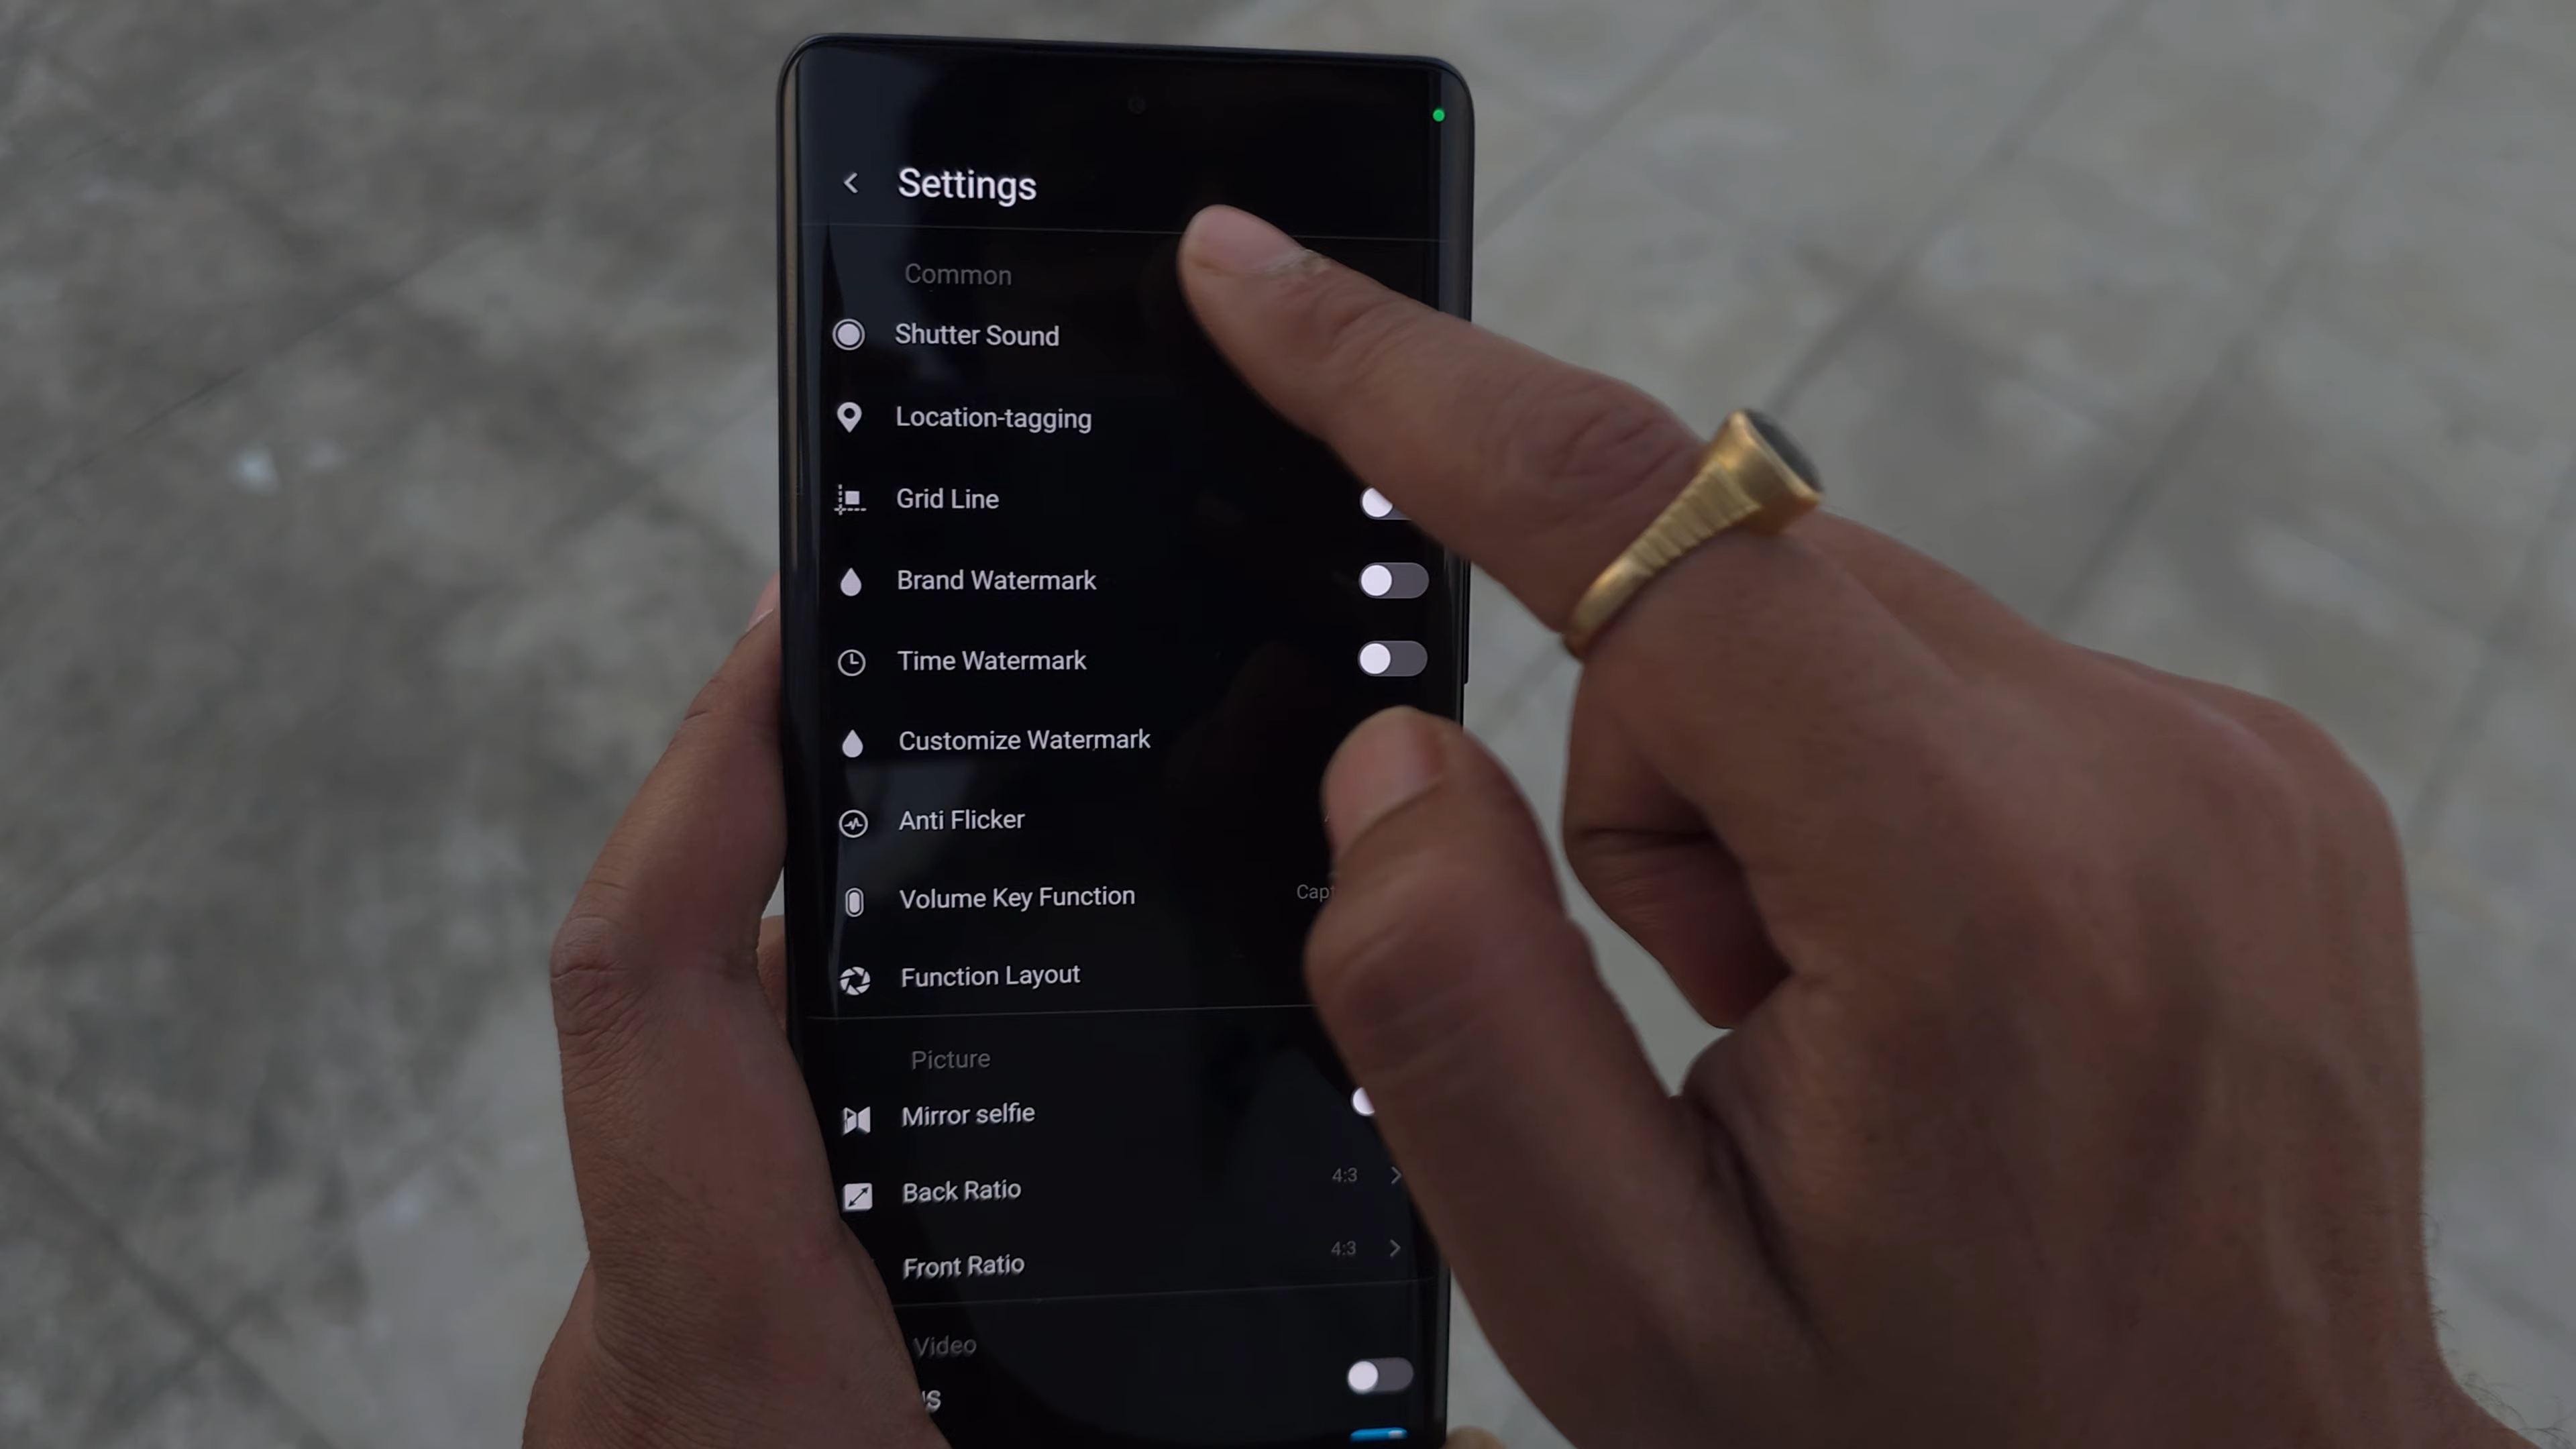 Settings
Common
Shutter Sound
Location-tagging
Grid Line
Brand Watermark
Time Watermark
Customize Watermark
Anti Flicker
Volume Key Function
Function Layout
Picture
Mirror selfie
Back Ratio 4:3
Front Ratio 4:3
Video